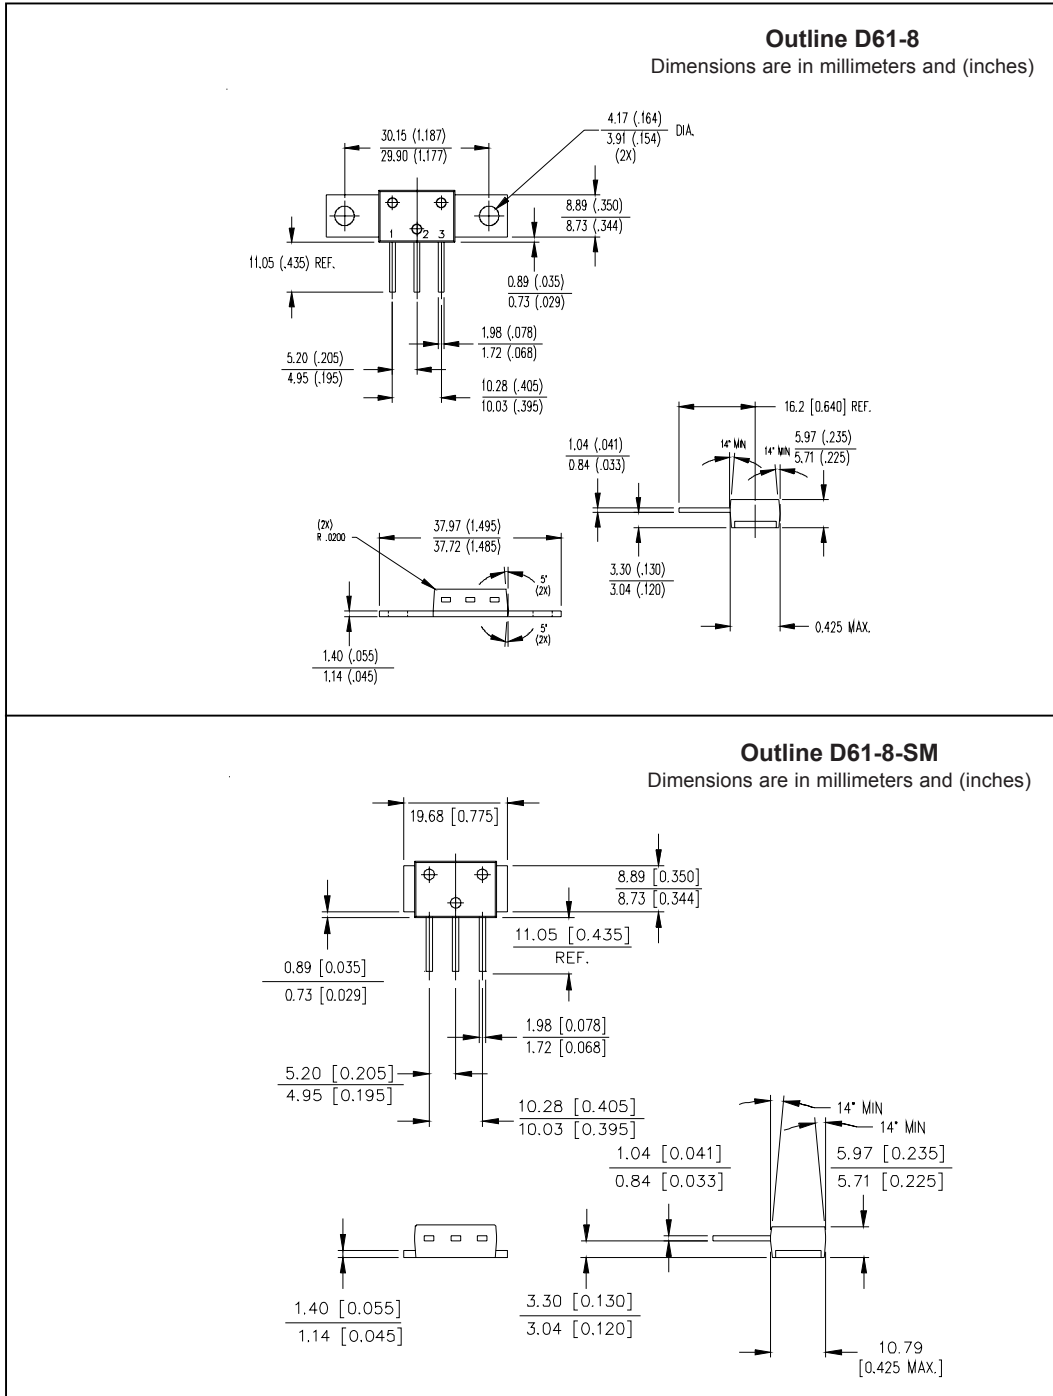 Outline D61-8
Dimensions are in millimeters and (inches)
4.17 (.164)
3.91 (.154)
DIA.
(2X)
30.15 (1.187)
29.90 (1.177)
8.89 (.350)
8.73 (.344)
1 2 3
11.05 (.435) REF.
0.89 (.035)
0.73 (.029)
1.98 (.078)
1.72 (.068)
5.20 (.205)
4.95 (.195)
10.28 (.405)
10.03 (.395)
16.2 [0.640] REF.
1.04 (.041)
0.84 (.033)
14° MIN
14° MIN
5.97 (.235)
5.71 (.225)
(2X)
R .0200
37.97 (1.495)
37.72 (1.485)
5°
(2X)
3.30 (.130)
3.04 (.120)
5°
(2X)
0.425 MAX.
1.40 (.055)
1.14 (.045)
Outline D61-8-SM
Dimensions are in millimeters and (inches)
19.68 [0.775]
8.89 [0.350]
8.73 [0.344]
11.05 [0.435]
REF.
0.89 [0.035]
0.73 [0.029]
1.98 [0.078]
1.72 [0.068]
5.20 [0.205]
4.95 [0.195]
10.28 [0.405]
10.03 [0.395]
14° MIN
14° MIN
1.04 [0.041]
0.84 [0.033]
5.97 [0.235]
5.71 [0.225]
1.40 [0.055]
1.14 [0.045]
3.30 [0.130]
3.04 [0.120]
10.79
[0.425 MAX.]